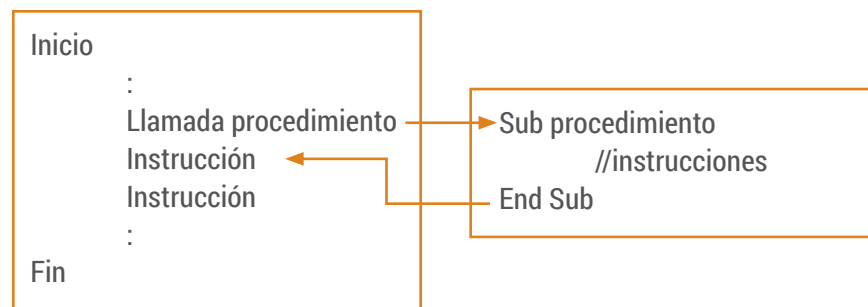 Inicio
:
Llamada procedimiento
Instrucción
Instrucción
:
Fin
Sub procedimiento
//instrucciones
End Sub